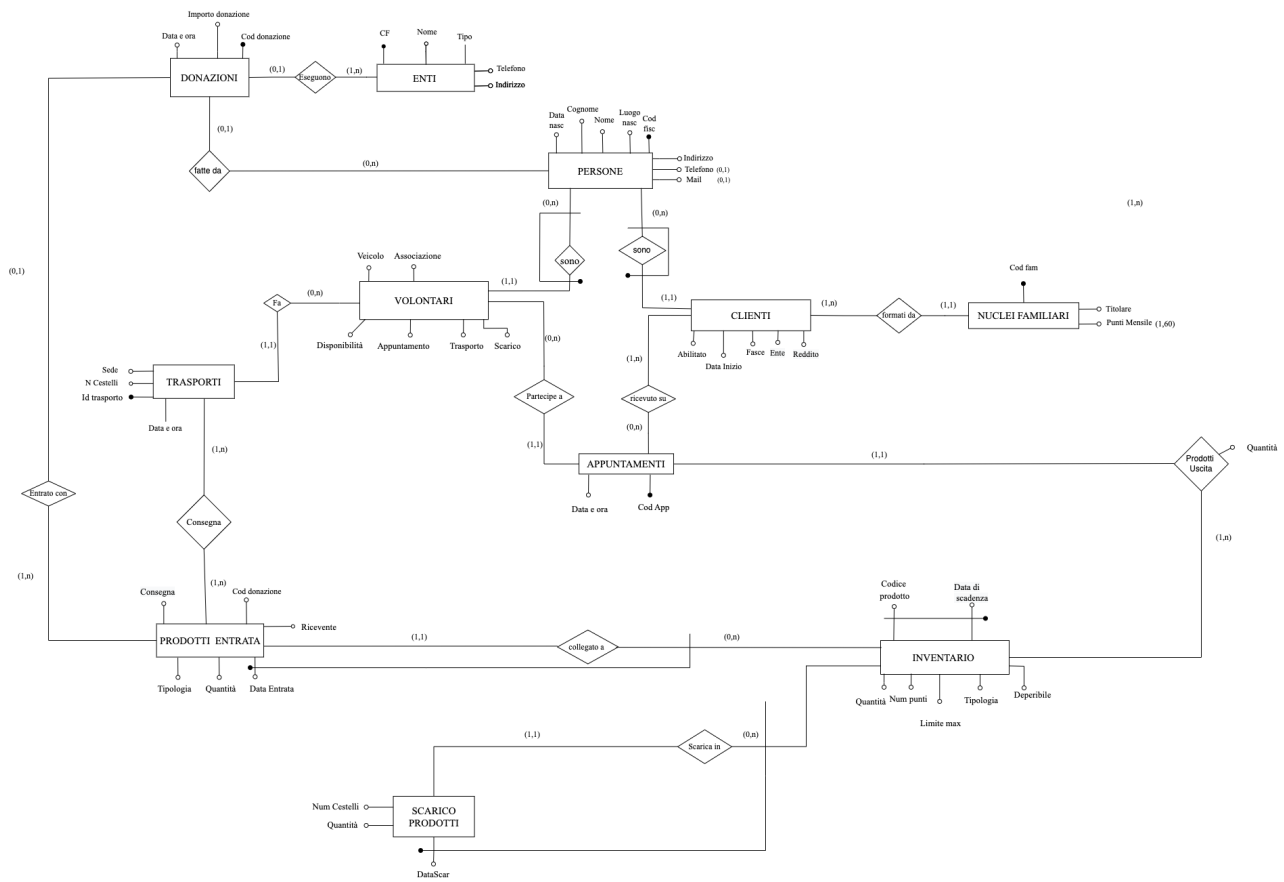 Importo donazione
Data e ora
Cod donazione
DONAZIONI
(0,1)
Eseguono
(1,n)
CF
Nome
Tipo
ENTI
Telefono
Indirizzo
(0,1)
fatte da
(0,n)
Data
nasc
Cognome
Nome
Luogo
nasc
Cod
fisc
PERSONE
Indirizzo
Telefono (0,1)
Mail (0,1)
(0,n)
(0,n)
(1,n)
sono
sono
(0,1)
Veicolo
Associazione
(1,1)
VOLONTARI
Fa
(0,n)
Disponibilità
Appuntamento
Trasporto
Scarico
(1,1)
(1,1)
CLIENTI
(1,n)
formati da
(1,1)
Cod fam
NUCLEI FAMILIARI
Titolare
Punti Mensile (1,60)
Abilitato
Data Inizio
Fasce
Ente
Reddito
(0,n)
(1,n)
Sede
N Cestelli
Id trasporto
TRASPORTI
Data e ora
Partecipe a
ricevuto su
(1,n)
(1,1)
(0,n)
APPUNTAMENTI
(1,1)
Prodotti
Uscita
Quantità
Data e ora
Cod App
Entrato con
Consegna
(1,n)
(1,n)
(1,n)
Consegna
Cod donazione
PRODOTTI ENTRATA
Ricevente
Tipologia
Quantità
Data Entrata
(1,1)
collegato a
(0,n)
Codice
prodotto
Data di
scadenza
INVENTARIO
Quantità
Num punti
Limite max
Tipologia
Deperibile
(1,1)
Scarica in
(0,n)
Num Cestelli
Quantità
SCARICO
PRODOTTI
DataScar